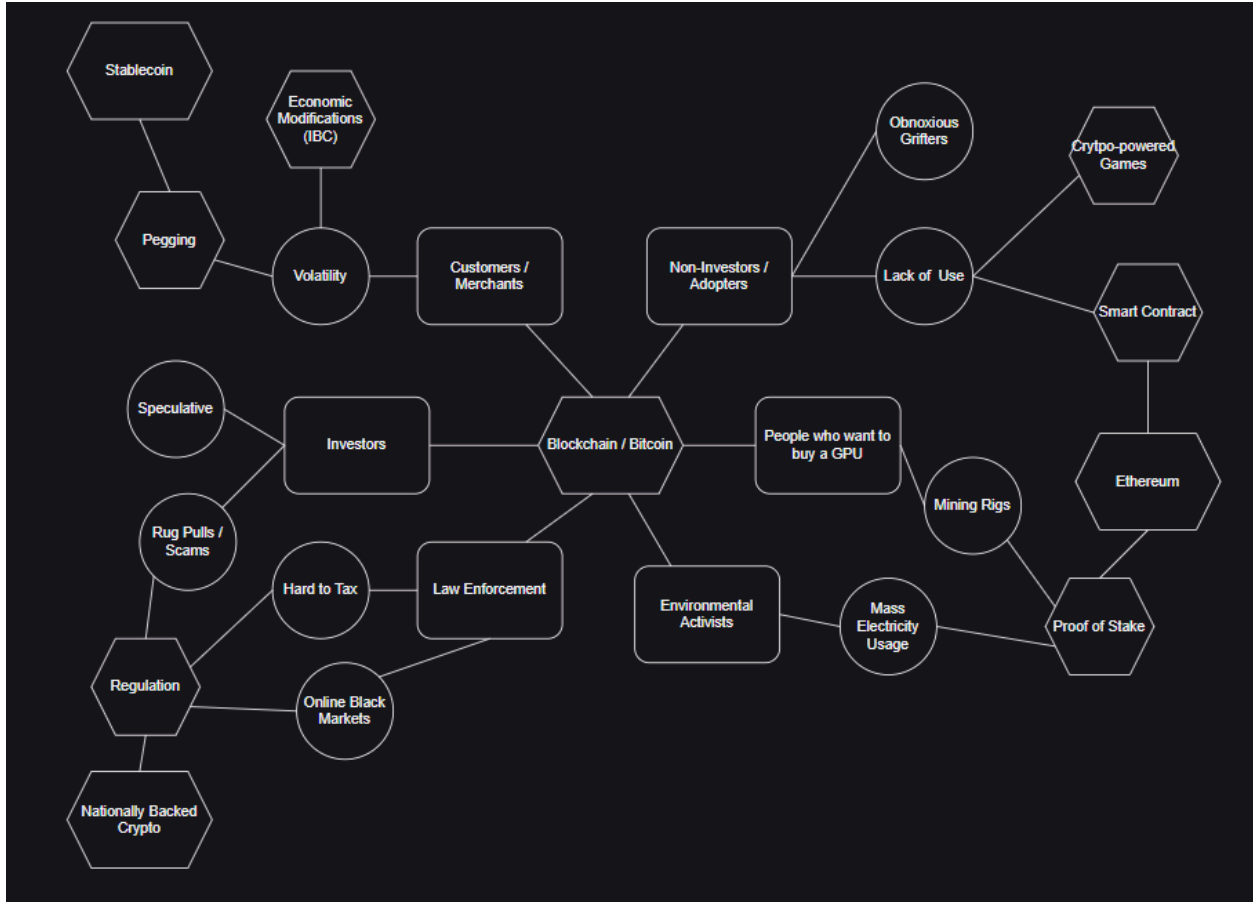 Stablecoin
Economic
Modifications
(IBC)
Obnoxious
Grifters
Crytpo-powered
Games
Pegging
Volatility
Customers /
Merchants
Non-Investors /
Adopters
Lack of Use
Smart Contract
Speculative
Investors
Blockchain / Bitcoin
People who want to
buy a GPU
Ethereum
Mining Rigs
Rug Pulls /
Scams
Hard to Tax
Law Enforcement
Environmental
Activists
Mass
Electricity
Usage
Proof of Stake
Regulation
Online Black
Markets
Nationally Backed
Crypto